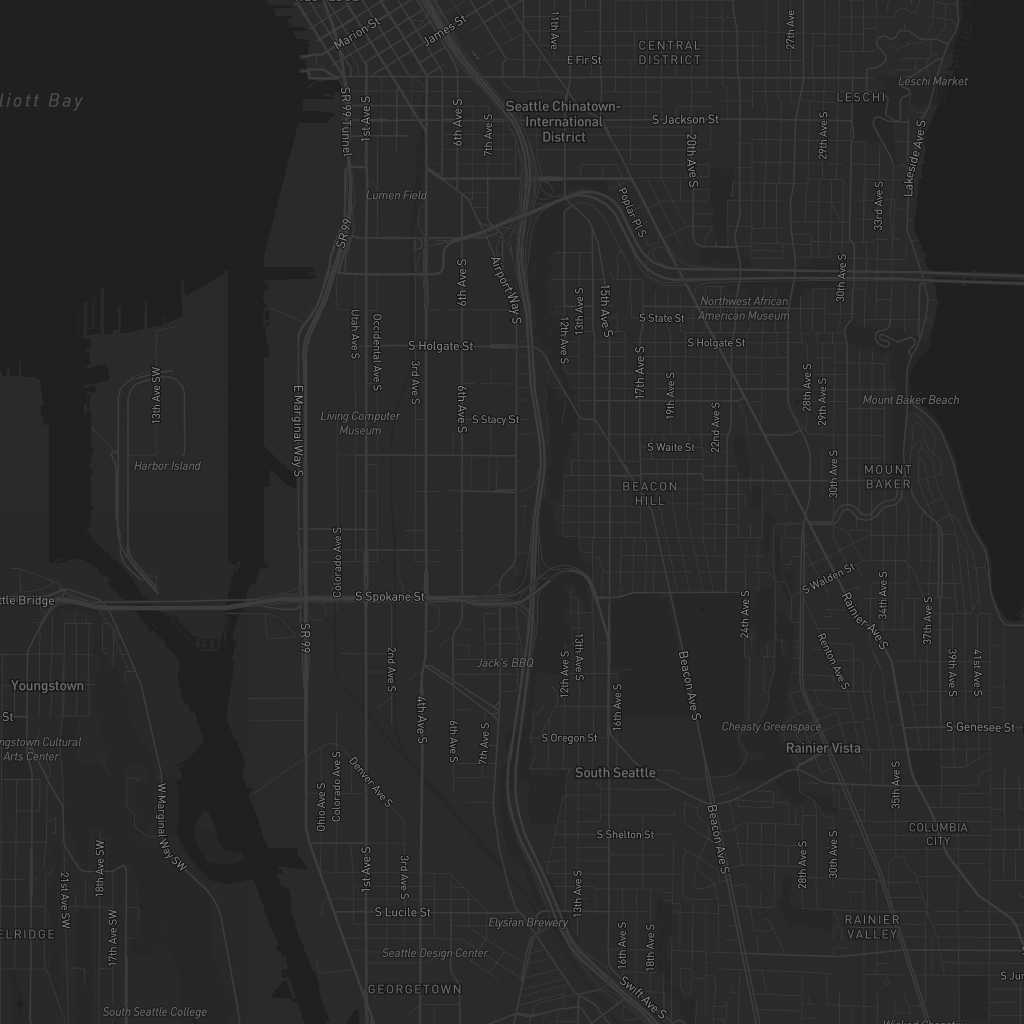 Marion St
James St
11th Ave
27th Ave
CENTRAL
DISTRICT
E Fir St
Leschi Market
LESCHI
lliott Bay
SR 99 Tunnel
1st Ave S
6th Ave S
7th Ave S
Seattle Chinatown-
International
District
S Jackson St
20th Ave S
29th Ave S
Lakeside Ave S
Lumen Field
Poplar Pl S
33rd Ave S
SR 99
6th Ave S
Airport Way S
30th Ave S
15th Ave S
13th Ave S
12th Ave S
Northwest African
American Museum
S State St
Utah Ave S
Occidental Ave S
S Holgate St
S Holgate St
3rd Ave S
17th Ave S
19th Ave S
28th Ave S
29th Ave S
13th Ave SW
6th Ave S
22nd Ave S
Mount Baker Beach
Living Computer
Museum
S Stacy St
E Marginal Way S
S Waite St
Harbor Island
30th Ave S
MOUNT
BAKER
BEACON
HILL
Colorado Ave S
S Walden St
ttle Bridge
S Spokane St
24th Ave S
34th Ave S
Rainier Ave S
37th Ave S
SR 99
2nd Ave S
Jack's BBQ
13th Ave S
12th Ave S
Renton Ave S
39th Ave S
41st Ave S
Youngstown
Beacon Ave S
16th Ave S
St
4th Ave S
6th Ave S
7th Ave S
Cheasty Greenspace
S Genesee St
S Oregon St
ngstown Cultural
Arts Center
Rainier Vista
South Seattle
Ohio Ave S
Colorado Ave S
Denver Ave S
35th Ave S
W Marginal Way SW
S Shelton St
Beacon Ave S
COLUMBIA
CITY
18th Ave SW
21st Ave SW
1st Ave S
3rd Ave S
28th Ave S
30th Ave S
13th Ave S
S Lucile St
Elysian Brewery
RAINIER
VALLEY
ELRIDGE
17th Ave SW
16th Ave S
18th Ave S
Seattle Design Center
S Jur
GEORGETOWN
Swift Ave S
South Seattle College